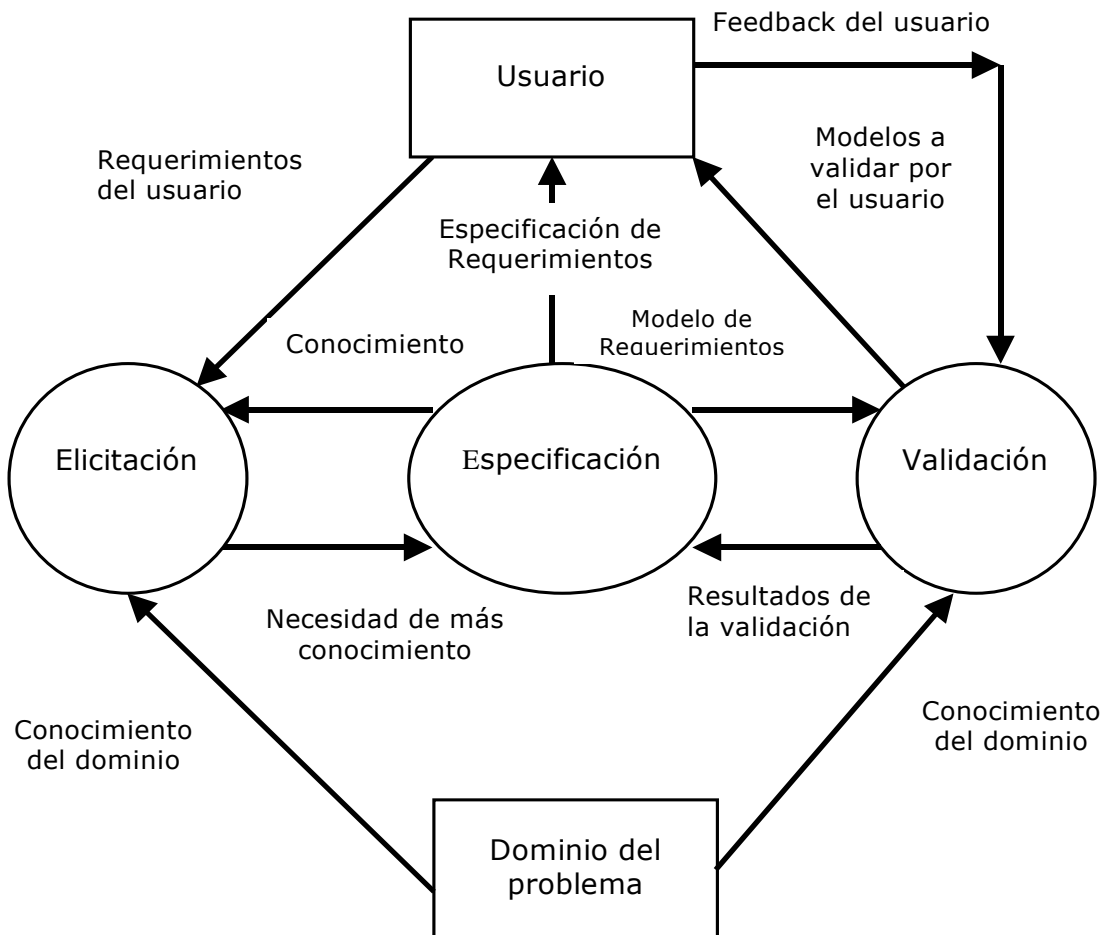 Feedback del usuario
Usuario
Modelos a
validar por
el usuario
Requerimientos
del usuario
Especificación de
Requerimientos
Conocimiento
Modelo de
Requerimientos
Elicitación
Especificación
Validación
Necesidad de más
conocimiento
Resultados de
la validación
Conocimiento
del dominio
Conocimiento
del dominio
Dominio del
problema